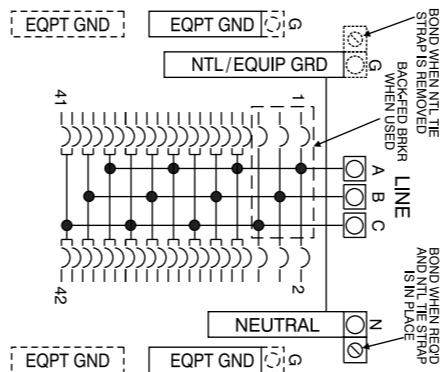 EQPT GND
EQPT GND
G
BOND WHEN NTL TIE
STRAP IS REMOVED
NTL/EQUIP GRD
G
BACK-FED BRKR
WHEN USED
41
1
A
B
C
LINE
42
2
BOND WHEN REQ'D
AND NTL TIE STRAP
IS IN PLACE
NEUTRAL
N
EQPT GND
EQPT GND
G